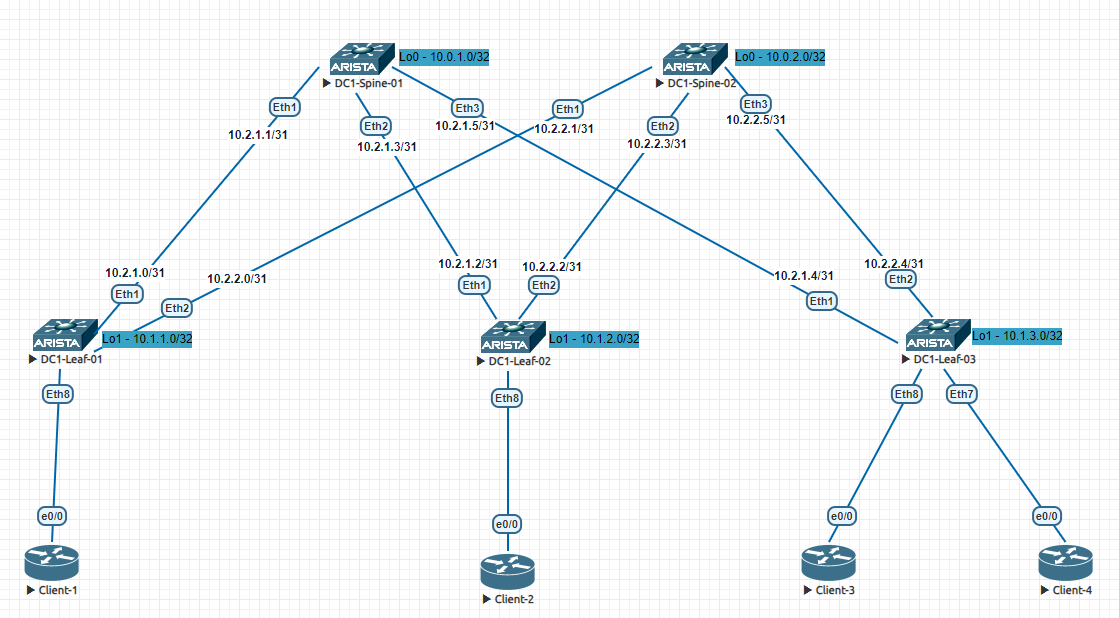 Lo0 - 10.0.1.0/32
Lo0 - 10.0.2.0/32
ARISTA
ARISTA
DC1-Spine-01
DC1-Spine-02
Eth1
Eth3
Eth1
Eth3
10.2.1.1/31
Eth2
10.2.1.5/31
10.2.2.1/31
Eth2
10.2.2.5/31
10.2.1.3/31
10.2.2.3/31
10.2.1.0/31
10.2.2.0/31
10.2.1.2/31
10.2.2.2/31
10.2.1.4/31
10.2.2.4/31
Eth1
Eth2
Eth1
Eth2
Eth1
Eth2
ARISTA
Lo1 - 10.1.1.0/32
ARISTA
Lo1 - 10.1.2.0/32
ARISTA
Lo1 - 10.1.3.0/32
DC1-Leaf-01
DC1-Leaf-02
DC1-Leaf-03
Eth8
Eth8
Eth8
Eth7
e0/0
e0/0
e0/0
e0/0
Client-1
Client-2
Client-3
Client-4